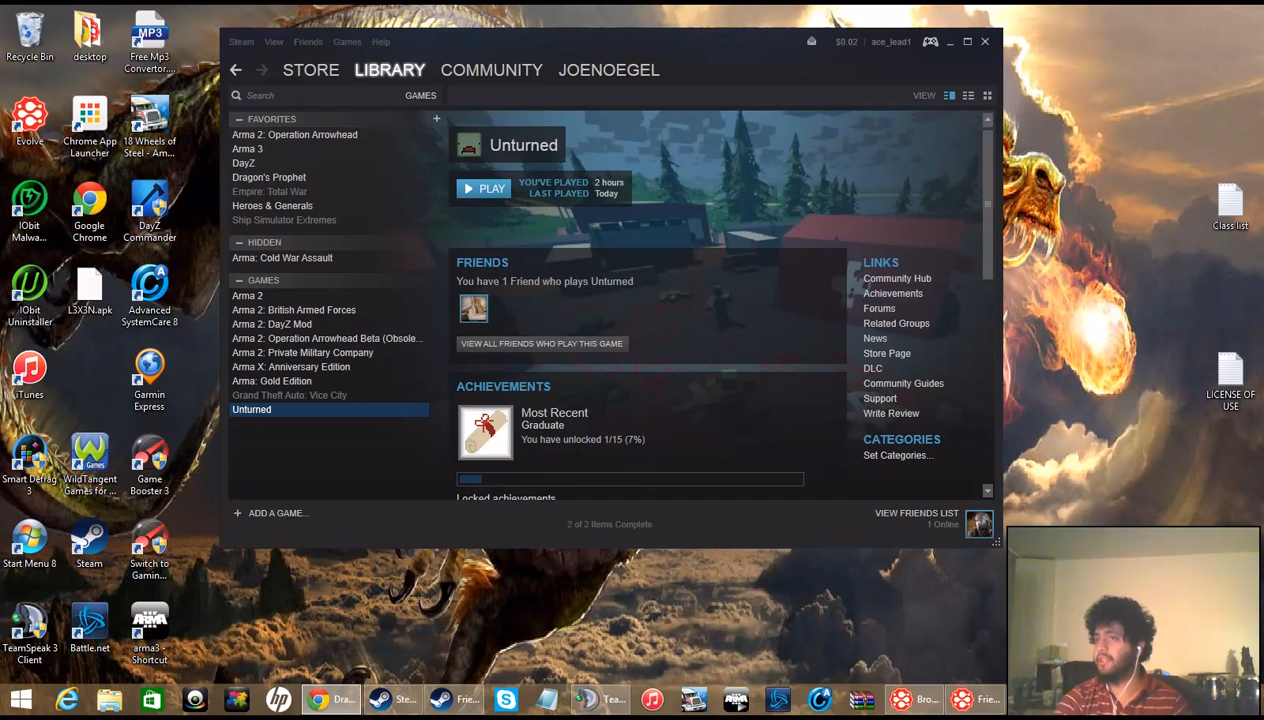 Recycle Bin
desktop
Free Mp3
Convertor...
MP3
Evolve
Chrome App
Launcher
18 Wheels of
Steel - Am...
IObit
Malwa...
Google
Chrome
DayZ
Commander
IObit
Uninstaller
L3X3N.apk
Advanced
SystemCare 8
iTunes
Garmin
Express
Smart Defrag
3
WildTangent
Games for ...
Game
Booster 3
Start Menu 8
Steam
Switch to
Gamin...
TeamSpeak 3
Client
Battle.net
arma3 -
Shortcut
Steam View Friends Games Help
$0.02 ace_lead1
STORE LIBRARY COMMUNITY JOENOEGEL
Search GAMES
VIEW
— FAVORITES +
Arma 2: Operation Arrowhead
Arma 3
DayZ
Dragon's Prophet
Empire: Total War
Heroes & Generals
Ship Simulator Extremes
— HIDDEN
Arma: Cold War Assault
— GAMES
Arma 2
Arma 2: British Armed Forces
Arma 2: DayZ Mod
Arma 2: Operation Arrowhead Beta (Obsole...
Arma 2: Private Military Company
Arma X: Anniversary Edition
Arma: Gold Edition
Grand Theft Auto: Vice City
Unturned
Unturned
PLAY
YOU'VE PLAYED 2 hours
LAST PLAYED Today
FRIENDS
You have 1 Friend who plays Unturned
VIEW ALL FRIENDS WHO PLAY THIS GAME
ACHIEVEMENTS
Most Recent
Graduate
You have unlocked 1/15 (7%)
Locked achievements
LINKS
Community Hub
Achievements
Forums
Related Groups
News
Store Page
DLC
Community Guides
Support
Write Review
CATEGORIES
Set Categories...
+ ADD A GAME...
2 of 2 Items Complete
VIEW FRIENDS LIST
1 Online
Class list
LICENSE OF
USE
Dra...
Ste...
Frie...
Tea...
Bro...
Frie...